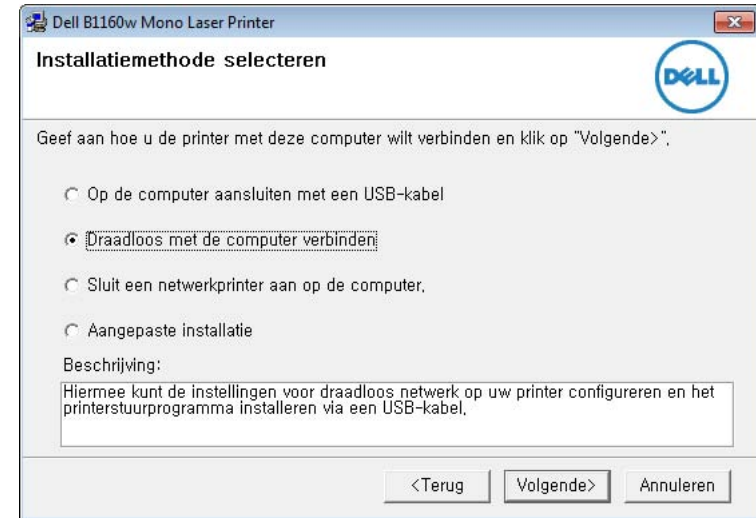 Dell B1160w Mono Laser Printer
Installatiemethode selecteren
DELL
Geef aan hoe u de printer met deze computer wilt verbinden en klik op "Volgende>",
Op de computer aansluiten met een USB-kabel
Draadloos met de computer verbinden
Sluit een netwerkprinter aan op de computer,
Aangepaste installatie
Beschrijving:
Hiermee kunt de instellingen voor draadloos netwerk op uw printer configureren en het
printerstuurprogramma installeren via een USB-kabel,
<Terug
Volgende>
Annuleren